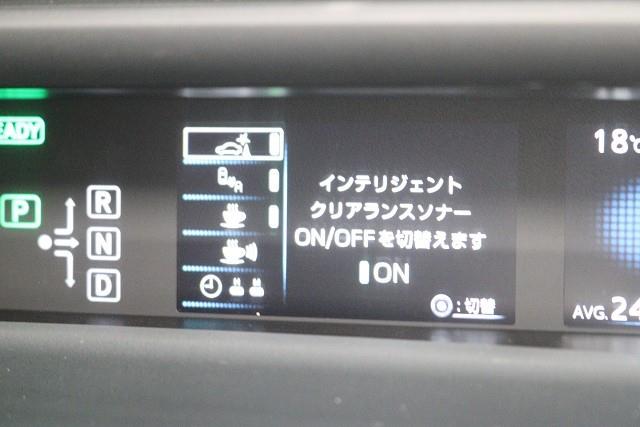 READY
18℃
P
R
N
D
インテリジェント
クリアランスソナー
ON/OFFを切替えます
ON
:切替
AVG.24